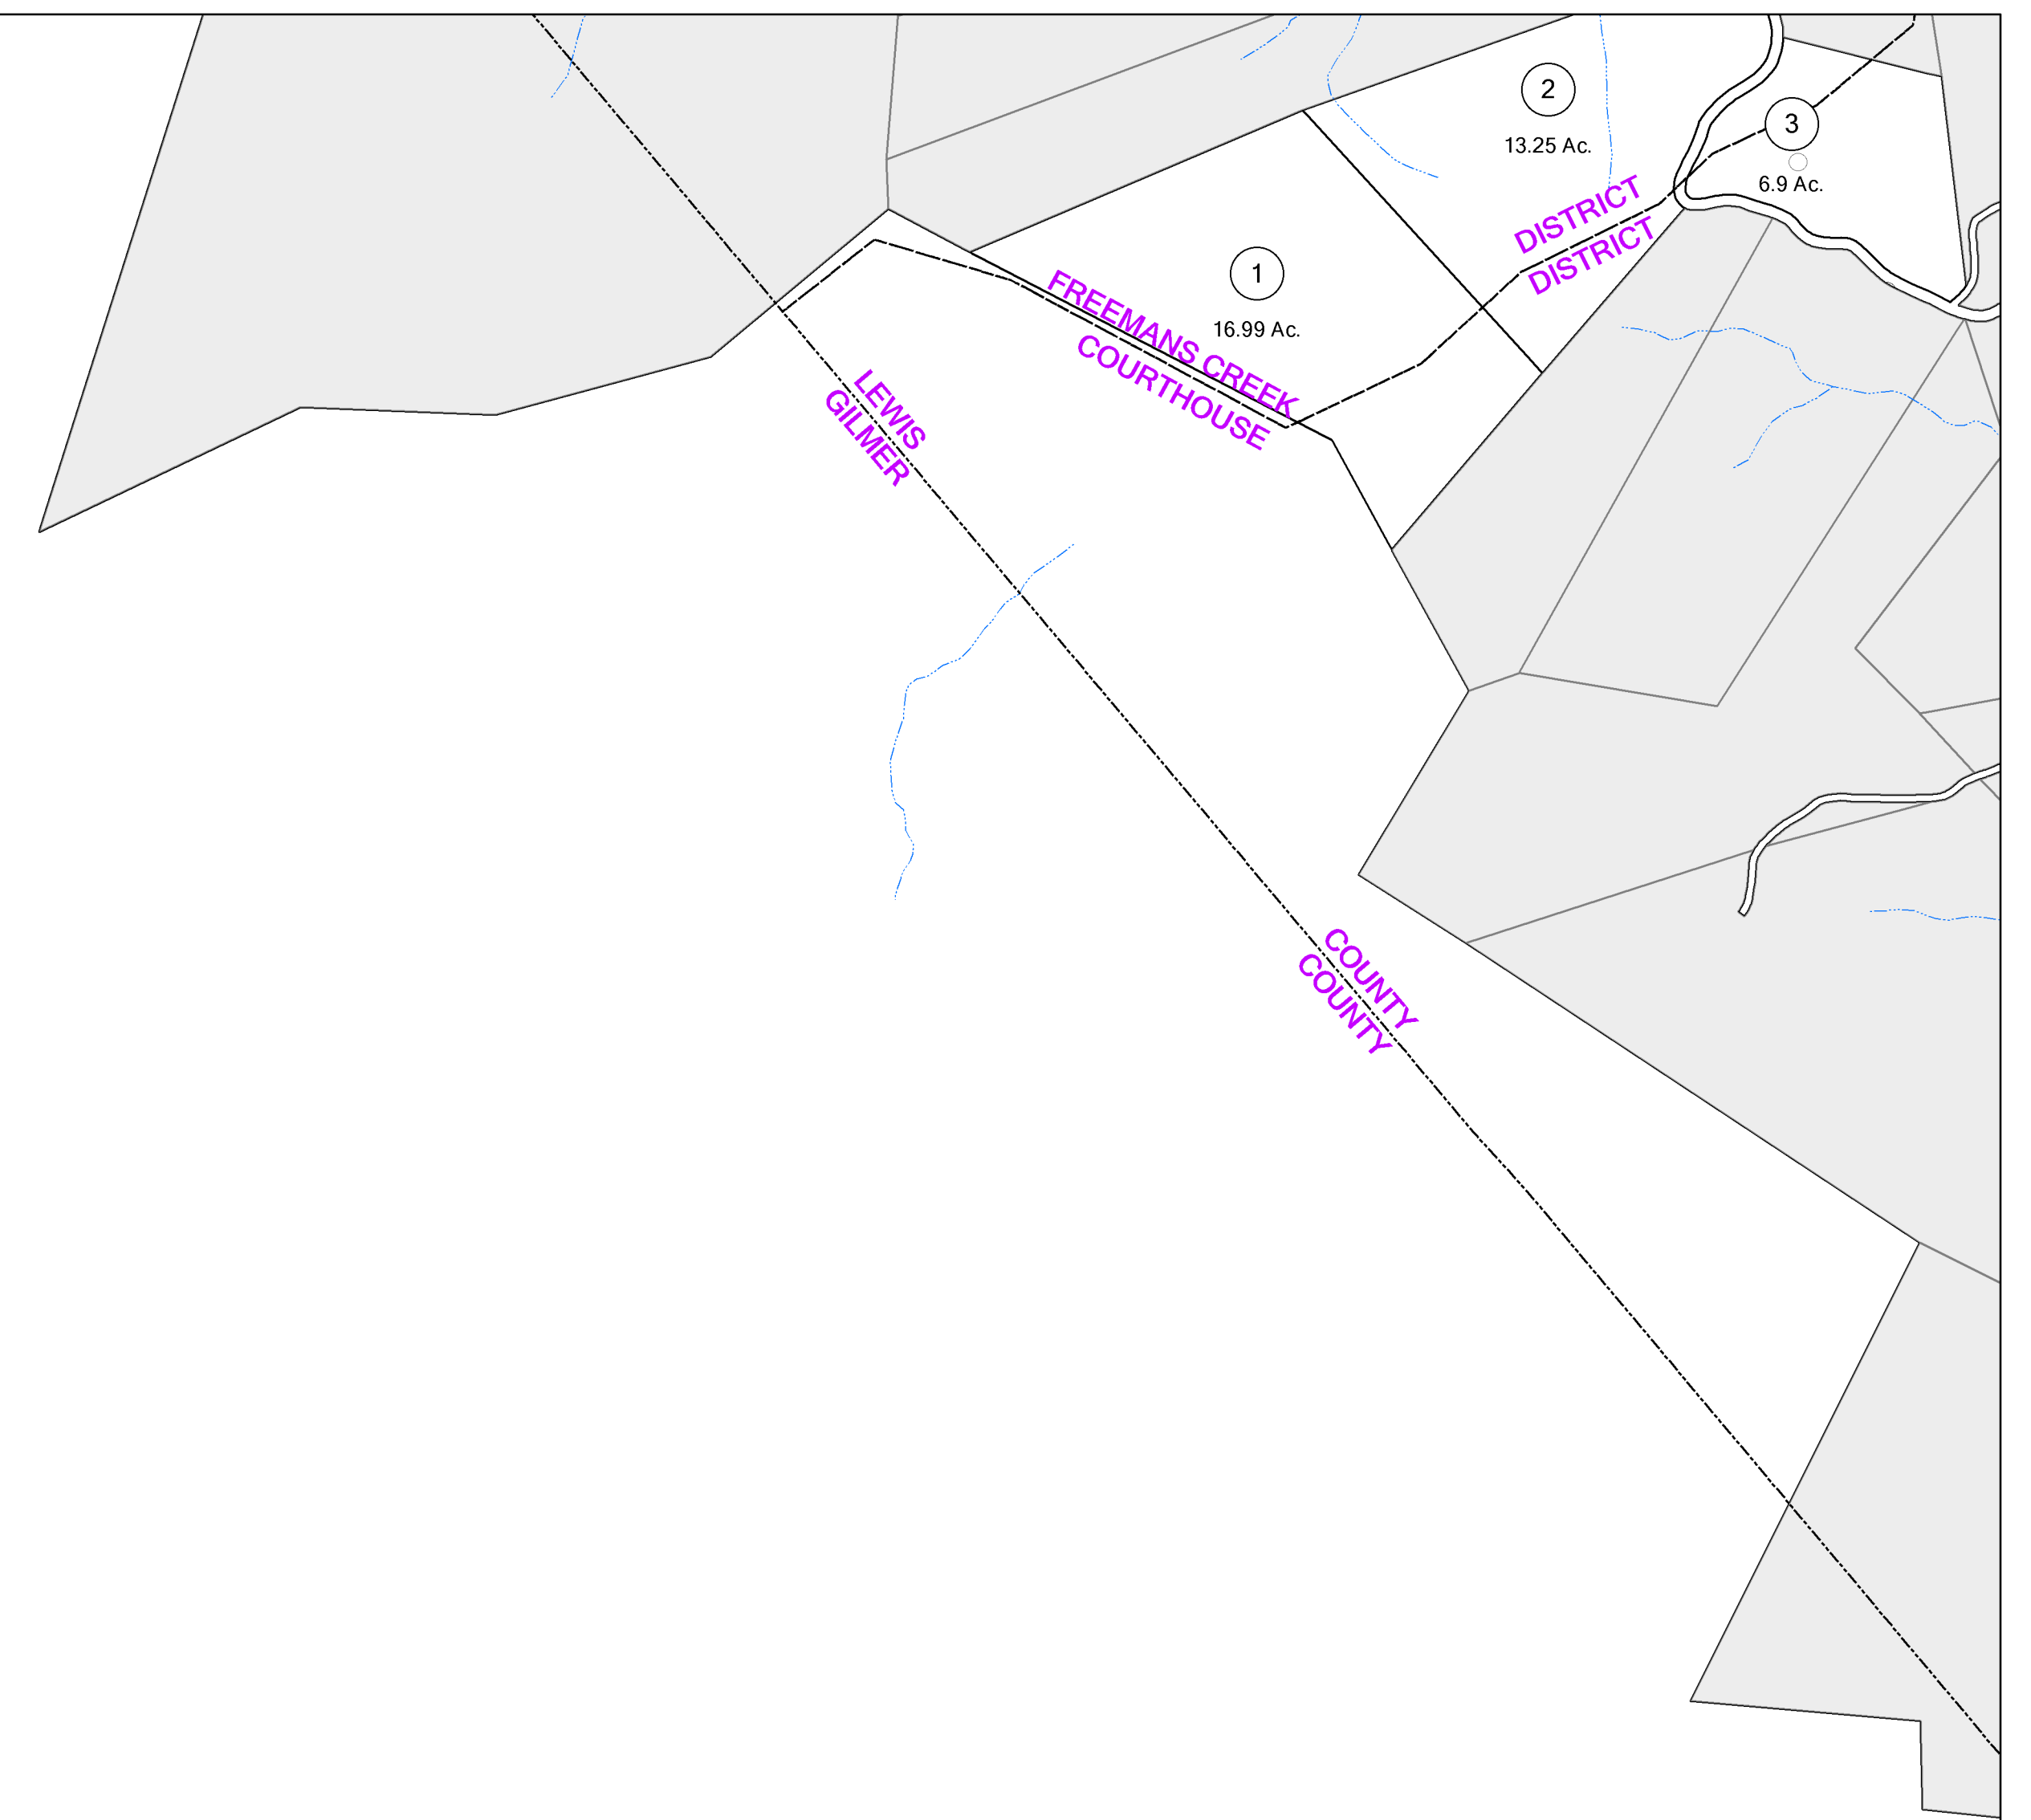 2
13.25 Ac.
3
6.9 Ac.
DISTRICT
DISTRICT
1
16.99 Ac.
FREEMANS CREEK
COURTHOUSE
LEWIS
GILMER
COUNTY
COUNTY